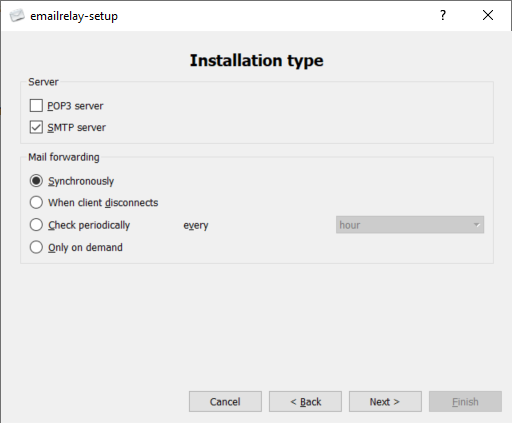 emailrelay-setup
?
Installation type
Server
POP3 server
SMTP server
Mail forwarding
Synchronously
When client disconnects
Check periodically every hour
Only on demand
Cancel < Back Next > Finish